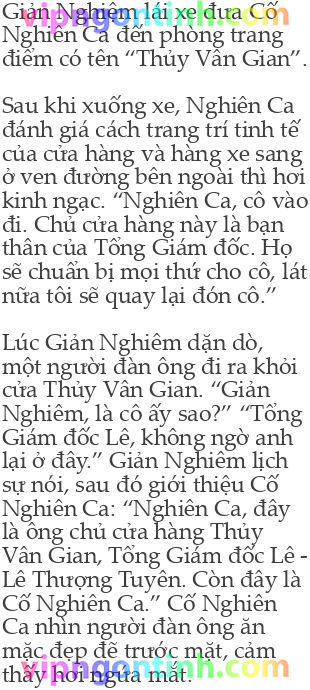 Giản Nghiêm lái xe đưa Cố
vipngontinh.com
Nghiên Ca đến phòng trang
điểm có tên “Thủy Vân Gian”.
Sau khi xuống xe, Nghiên Ca
đánh giá cách trang trí tinh tế
của cửa hàng và hàng xe sang
ở ven đường bên ngoài thì hơi
kinh ngạc. “Nghiên Ca, cô vào
đi. Chủ cửa hàng này là bạn
thân của Tổng Giám đốc. Họ
sẽ chuẩn bị mọi thứ cho cô, lát
nữa tôi sẽ quay lại đón cô.”
Lúc Giản Nghiêm dặn dò,
một người đàn ông đi ra khỏi
cửa Thủy Vân Gian. “Giản
Nghiêm, là cô ấy sao?” “Tổng
Giám đốc Lê, không ngờ anh
lại ở đây.” Giản Nghiêm lịch
sự nói, sau đó giới thiệu Cố
Nghiên Ca: “Nghiên Ca, đây
là ông chủ cửa hàng Thủy
Vân Gian, Tổng Giám đốc Lê -
Lê Thượng Tuyên. Còn đây là
Cố Nghiên Ca.” Cố Nghiên
Ca nhìn người đàn ông ăn
mặc đẹp đẽ trước mặt, cảm
vipngontinh.com
thấy hơi ngứa mắt.